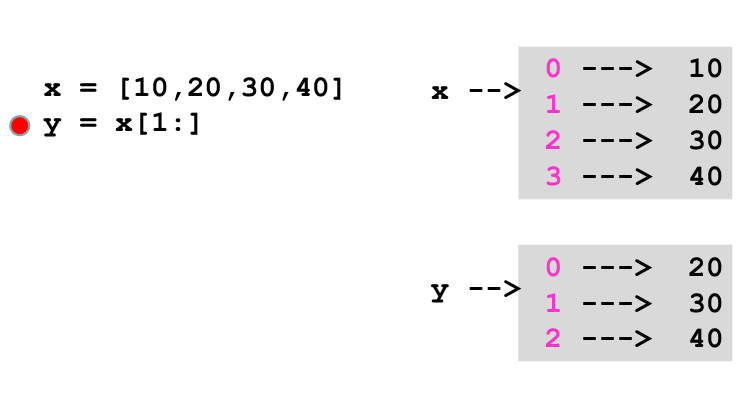 x = [10,20,30,40]
y = x[1:]
x -->
0 ---> 10
1 ---> 20
2 ---> 30
3 ---> 40
y -->
0 ---> 20
1 ---> 30
2 ---> 40